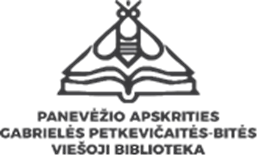 PANEVĖŽIO APSKRITIES
GABRIELĖS PETKEVIČAITĖS-BITĖS
VIEŠOJI BIBLIOTEKA